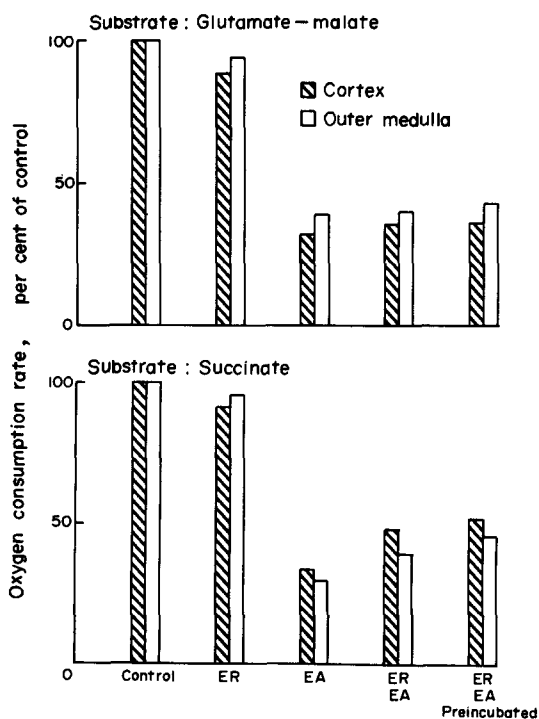 Substrate : Glutamate – malate
100
50
0
Cortex
Outer medulla
Oxygen consumption rate, per cent of control
Substrate : Succinate
100
50
0
Control ER EA ER ER
EA EA
Preincubated